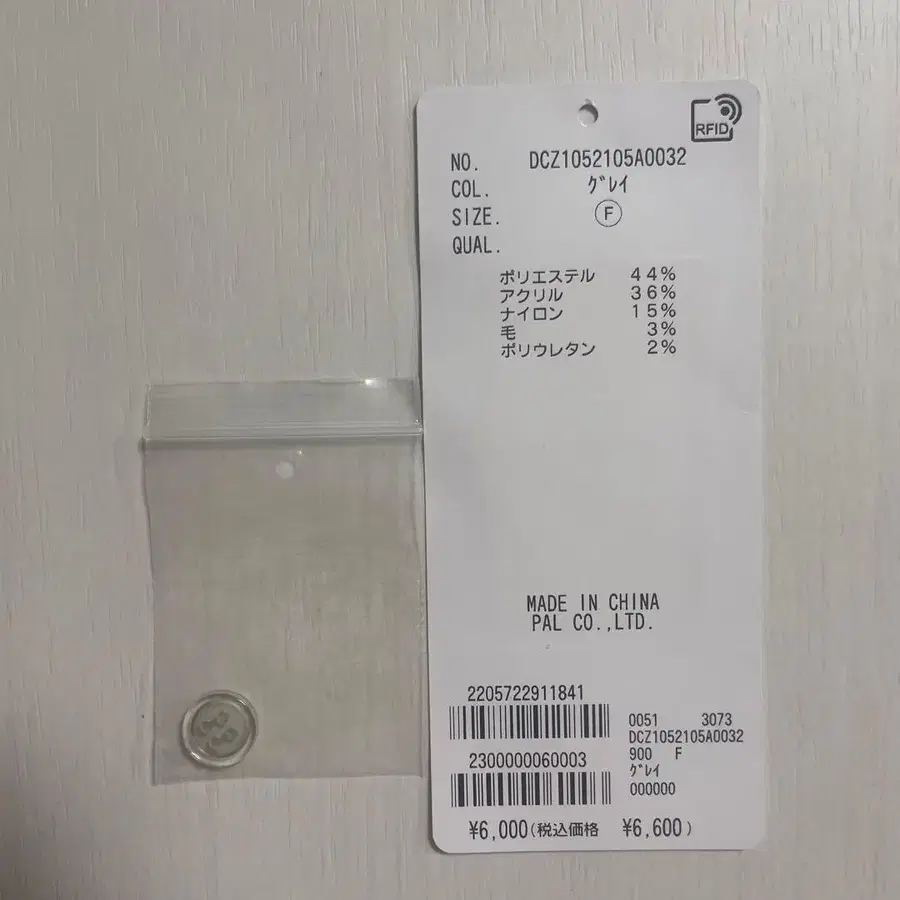 RFID
NO. DCZ1052105A0032
COL. グレイ
SIZE. F
QUAL.
ポリエステル 44%
アクリル 36%
ナイロン 15%
毛 3%
ポリウレタン 2%
MADE IN CHINA
PAL CO.,LTD.
2205722911841
0051 3073
DCZ1052105A0032
2300000060003
900 F
グレイ
000000
¥6,000(税込価格 ¥6,600)